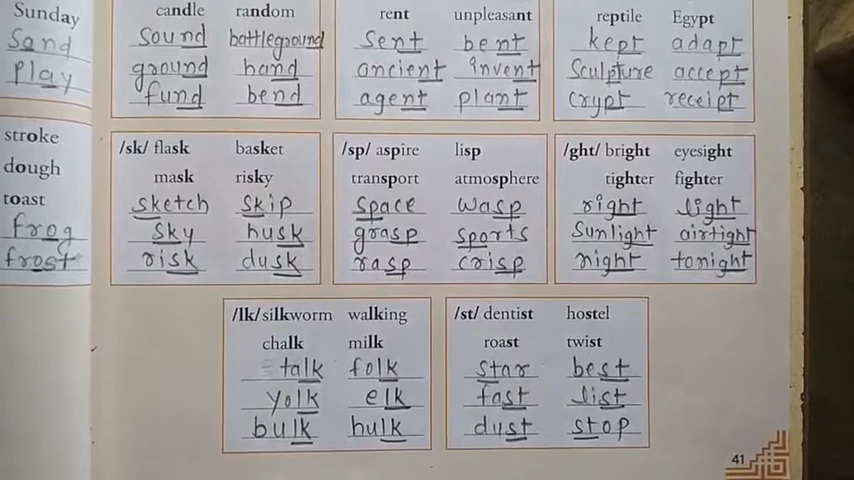 Sunday
Sand
Play
candle random
sound battleground
ground hand
fund bend
rent unpleasant
sent bent
ancient invent
agent plant
reptile Egypt
kept adapt
Sculpture accept
crypt receipt
stroke
dough
toast
frog
frost
/sk/ flask basket
mask risky
sketch skip
sky husk
risk dusk
/sp/ aspire lisp
transport atmosphere
space wasp
grasp sports
rasp crisp
/ght/ bright eyesight
tighter fighter
right light
Sunlight airtight
night tonight
/lk/ silkworm walking
chalk milk
talk folk
yolk elk
bulk hulk
/st/ dentist hostel
roast twist
star best
fast list
dust stop
41